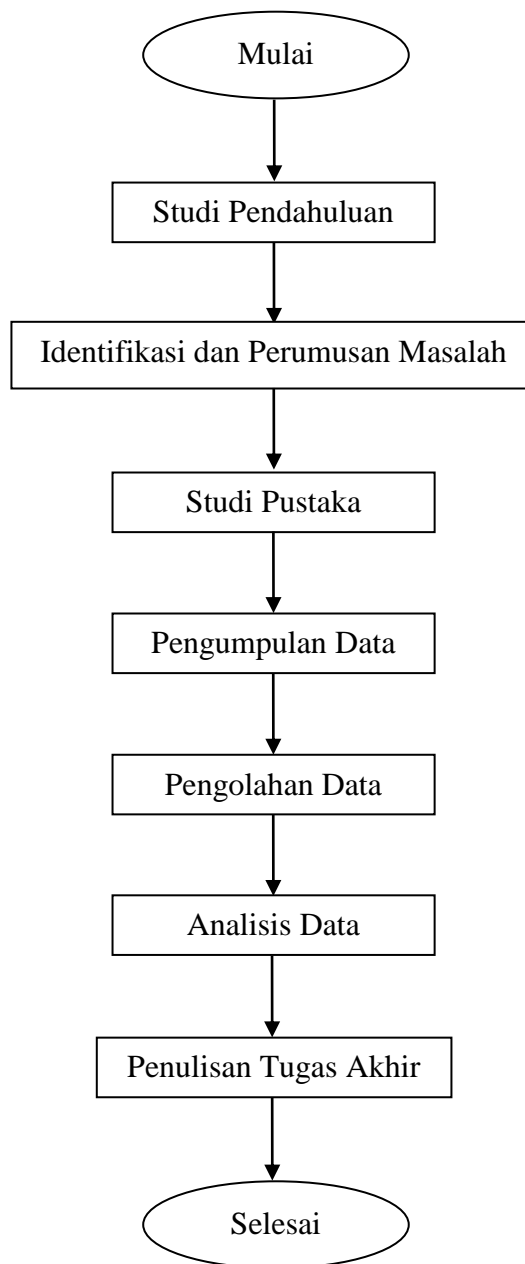 Mulai
Studi Pendahuluan
Identifikasi dan Perumusan Masalah
Studi Pustaka
Pengumpulan Data
Pengolahan Data
Analisis Data
Penulisan Tugas Akhir
Selesai